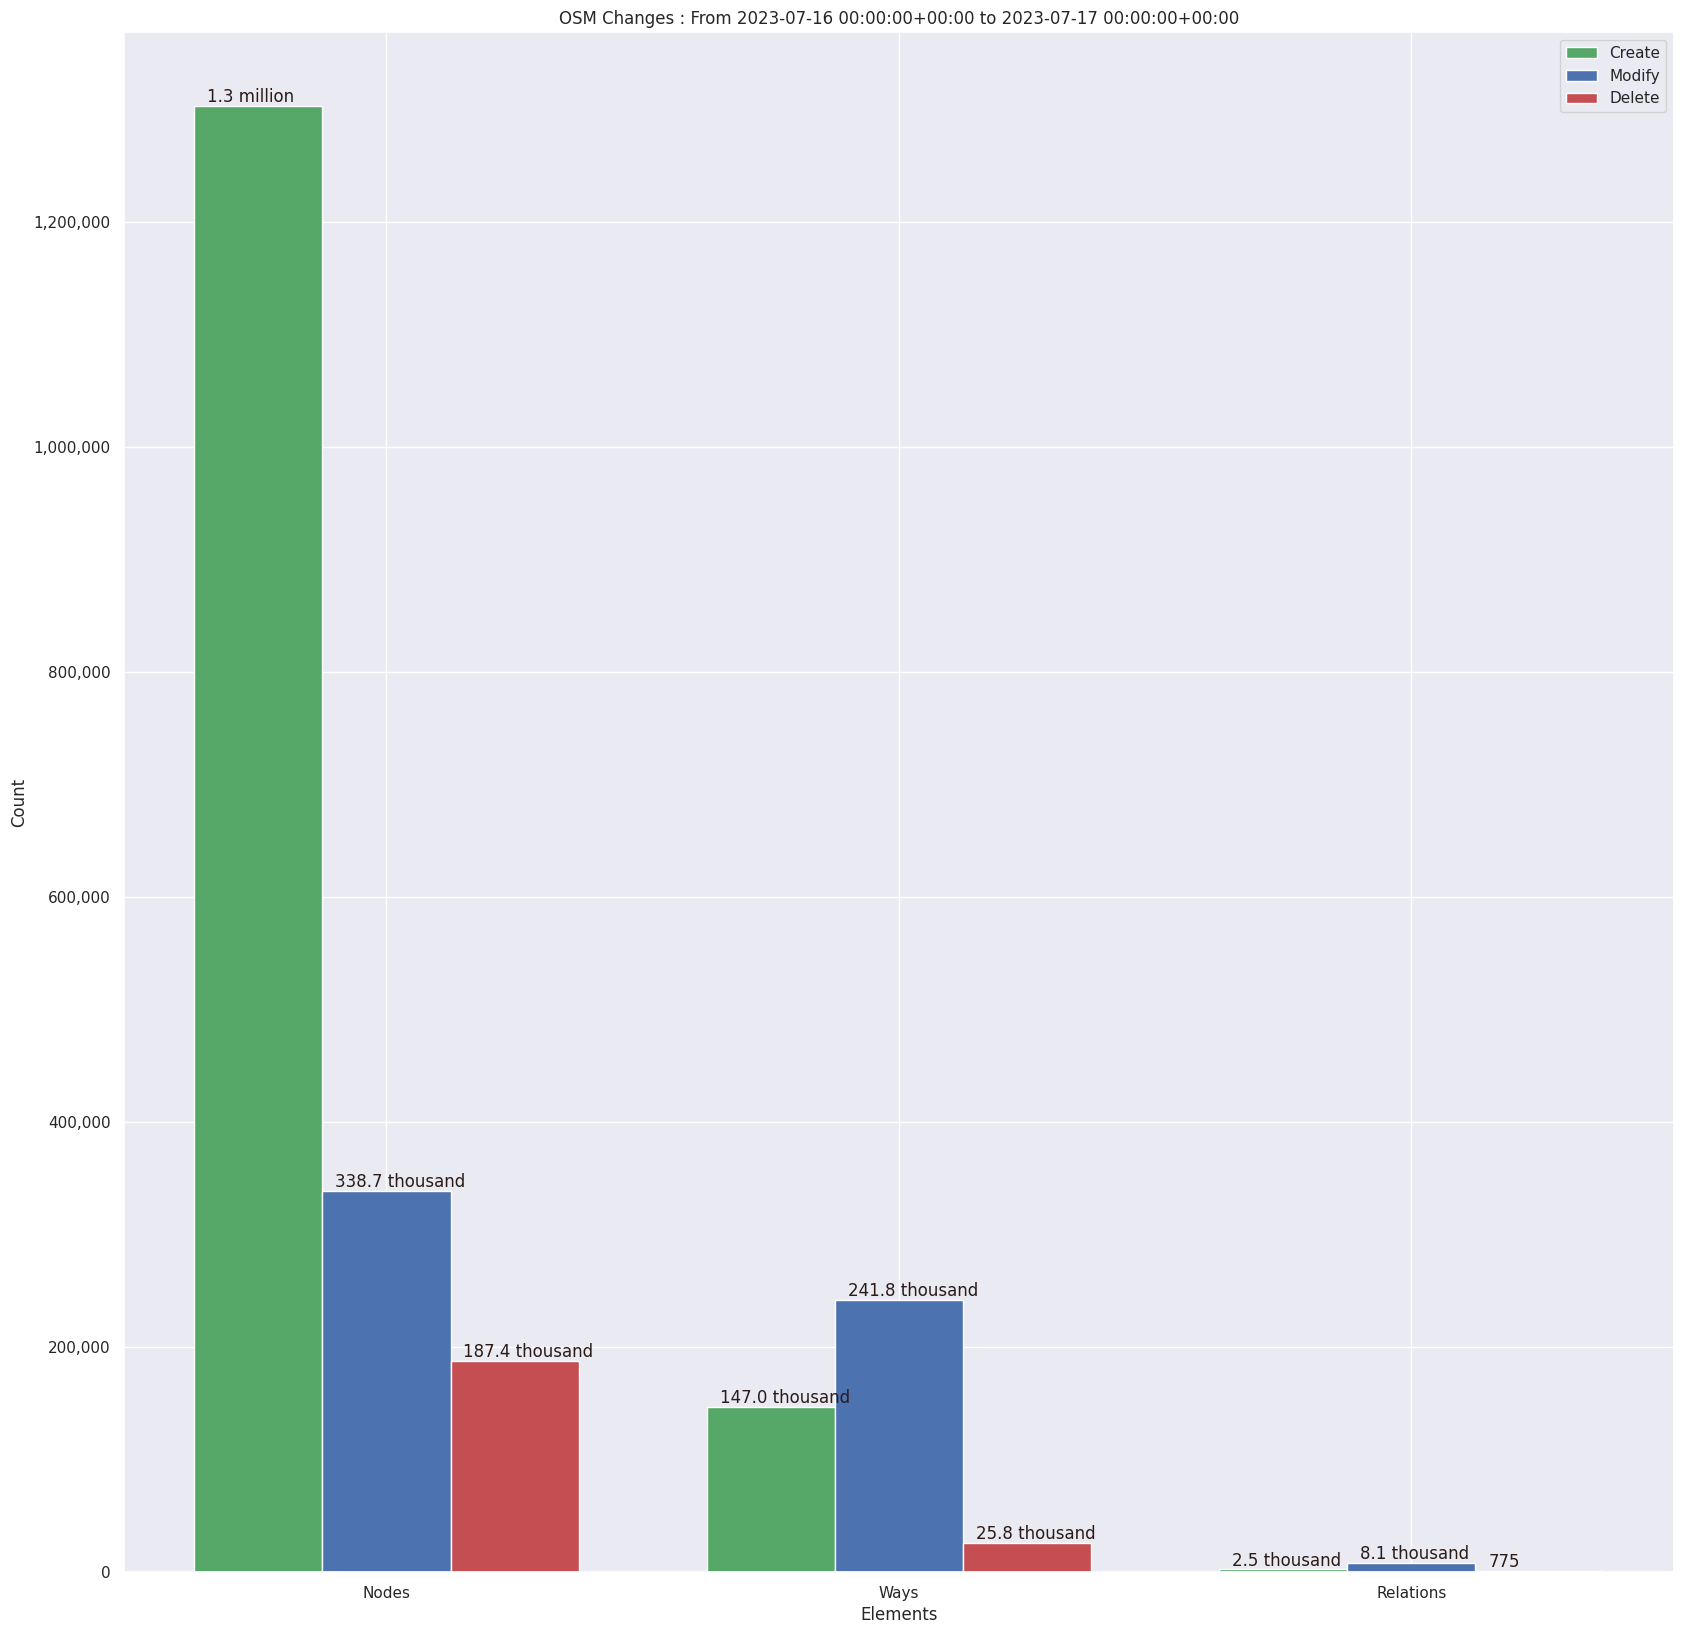 OSM Changes : From 2023-07-16 00:00:00+00:00 to 2023-07-17 00:00:00+00:00
Create
Modify
Delete
1.3 million
1,200,000
1,000,000
800,000
Count
600,000
400,000
338.7 thousand
241.8 thousand
200,000
187.4 thousand
147.0 thousand
25.8 thousand
2.5 thousand
8.1 thousand
775
0
Nodes
Ways
Relations
Elements